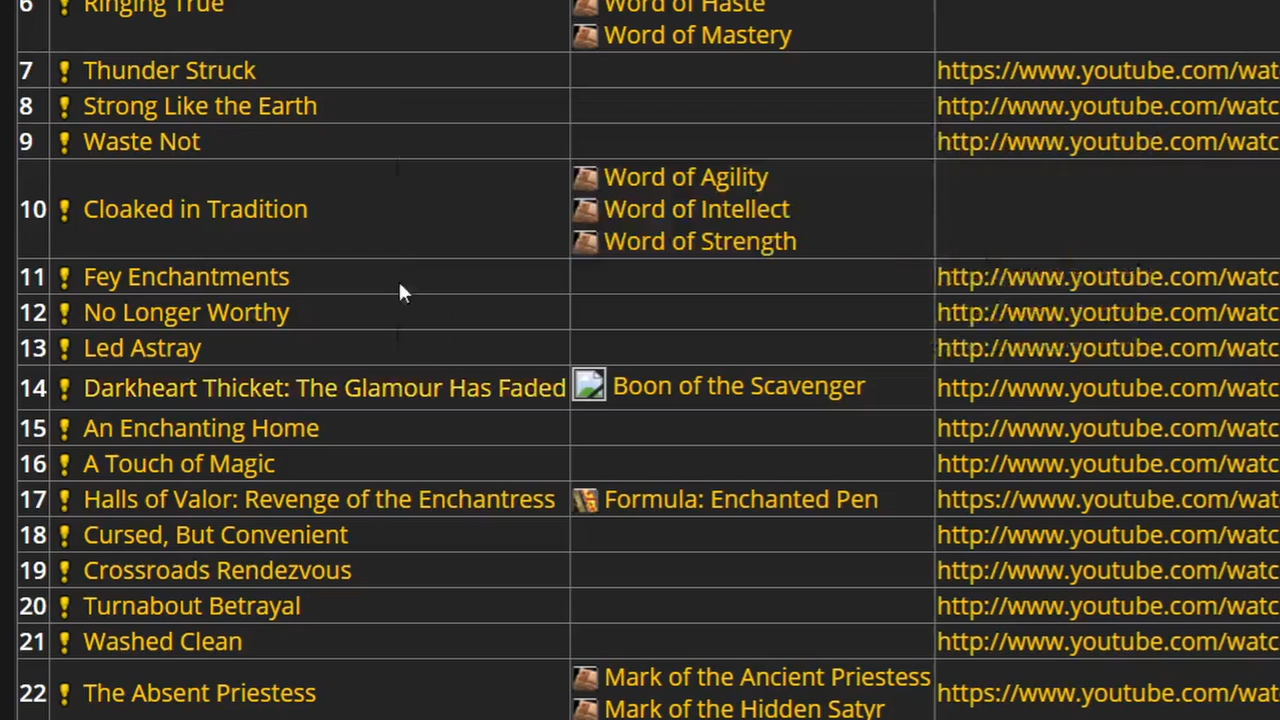 6 Ringing True Word of Haste
Word of Mastery
7 Thunder Struck https://www.youtube.com/wat
8 Strong Like the Earth http://www.youtube.com/watc
9 Waste Not http://www.youtube.com/watc
Word of Agility
10 Cloaked in Tradition Word of Intellect
Word of Strength
11 Fey Enchantments http://www.youtube.com/watc
12 No Longer Worthy http://www.youtube.com/watc
13 Led Astray http://www.youtube.com/watc
14 Darkheart Thicket: The Glamour Has Faded Boon of the Scavenger http://www.youtube.com/watc
15 An Enchanting Home http://www.youtube.com/watc
16 A Touch of Magic http://www.youtube.com/watc
17 Halls of Valor: Revenge of the Enchantress Formula: Enchanted Pen https://www.youtube.com/wat
18 Cursed, But Convenient http://www.youtube.com/watc
19 Crossroads Rendezvous http://www.youtube.com/watc
20 Turnabout Betrayal http://www.youtube.com/watc
21 Washed Clean http://www.youtube.com/watc
Mark of the Ancient Priestess
22 The Absent Priestess https://www.youtube.com/wat
Mark of the Hidden Satyr